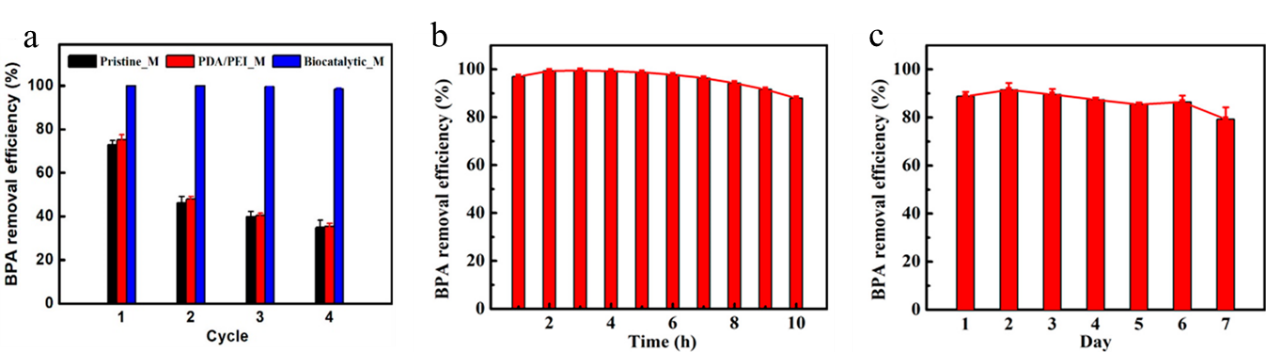 a
BPA removal efficiency (%)
100
80
60
40
20
0
Pristine_M PDA/PEI_M Biocatalytic_M
1 2 3 4
Cycle
b
BPA removal efficiency (%)
100
80
60
40
20
0
2 4 6 8 10
Time (h)
c
BPA removal efficiency (%)
100
80
60
40
20
0
1 2 3 4 5 6 7
Day